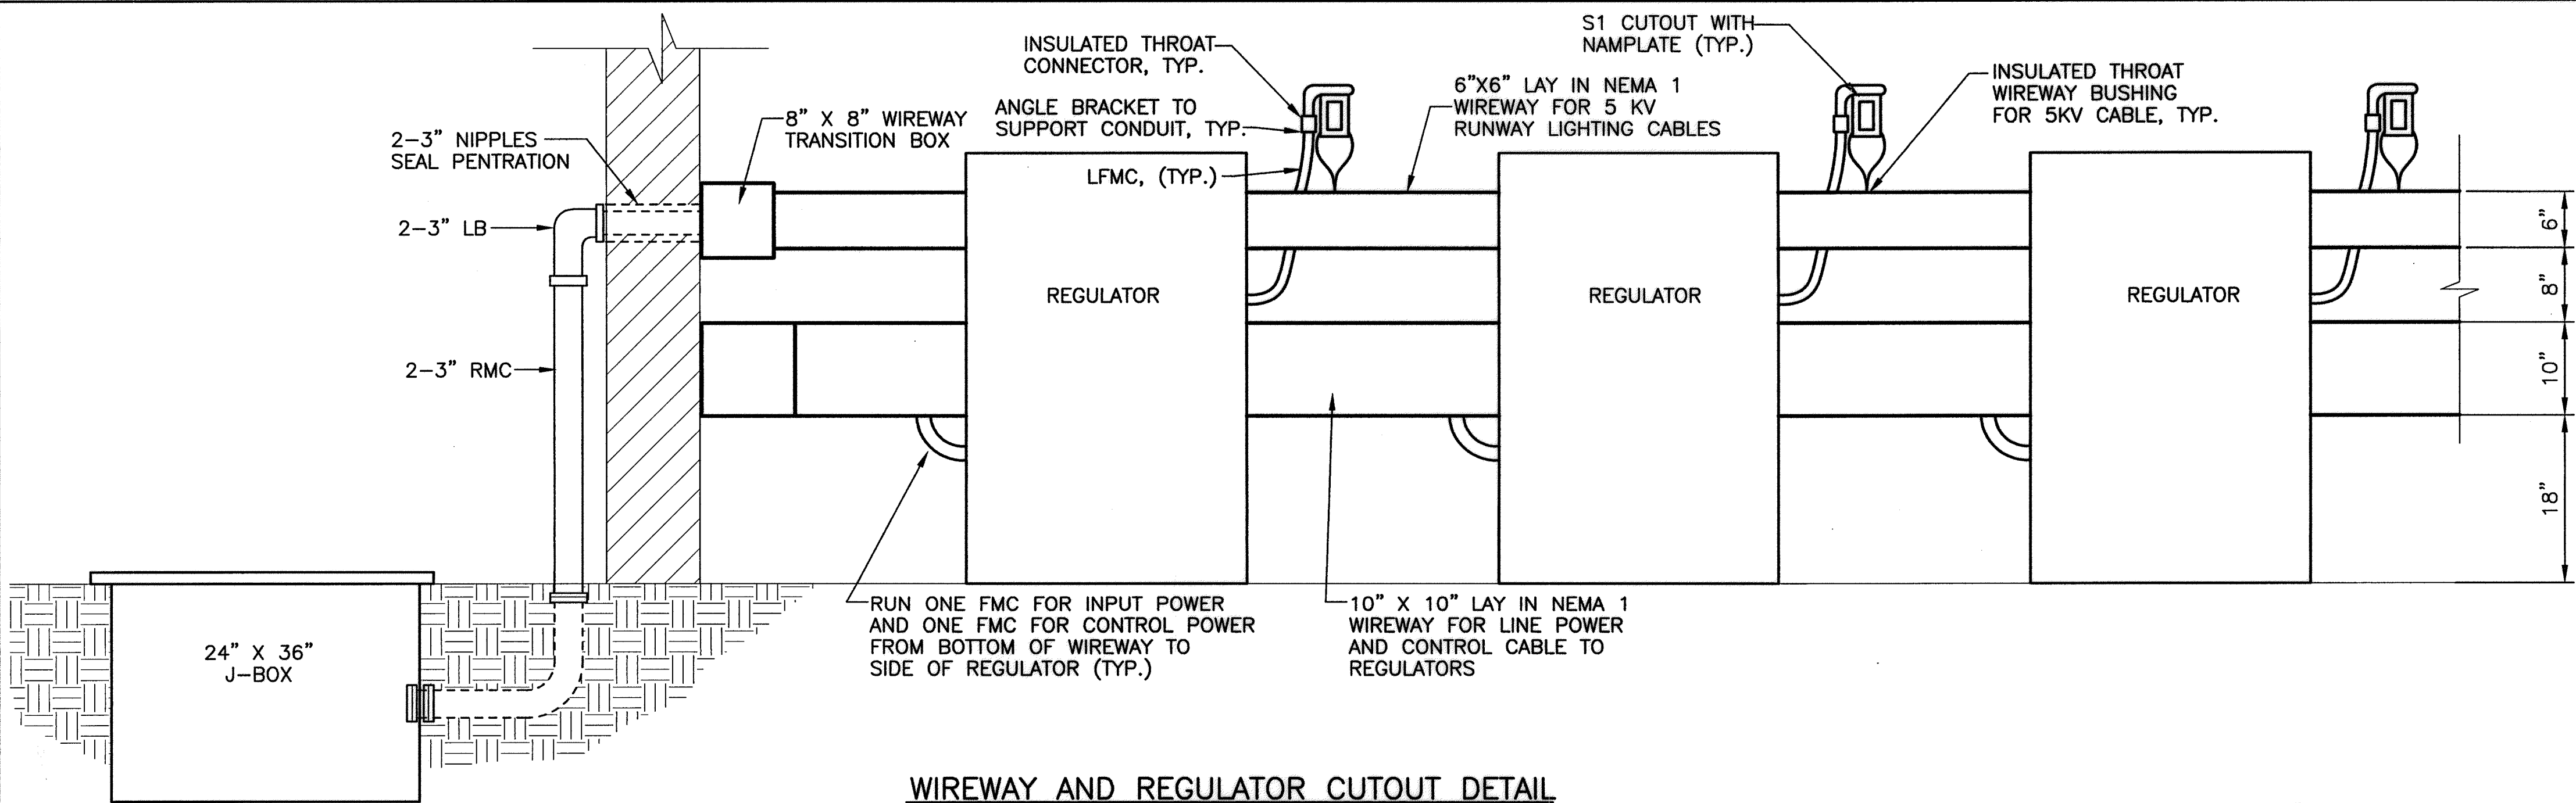 S1 CUTOUT WITH
NAMPLATE (TYP.)
INSULATED THROAT
CONNECTOR, TYP.
6"X6" LAY IN NEMA 1
WIREWAY FOR 5 KV
RUNWAY LIGHTING CABLES
INSULATED THROAT
WIREWAY BUSHING
FOR 5KV CABLE, TYP.
ANGLE BRACKET TO
SUPPORT CONDUIT, TYP.
8" X 8" WIREWAY
TRANSITION BOX
2-3" NIPPLES
SEAL PENTRATION
LFMC, (TYP.)
2-3" LB
6"
REGULATOR
REGULATOR
REGULATOR
8"
2-3" RMC
10"
18"
RUN ONE FMC FOR INPUT POWER
AND ONE FMC FOR CONTROL POWER
FROM BOTTOM OF WIREWAY TO
SIDE OF REGULATOR (TYP.)
10" X 10" LAY IN NEMA 1
WIREWAY FOR LINE POWER
AND CONTROL CABLE TO
REGULATORS
24" X 36"
J-BOX
WIREWAY AND REGULATOR CUTOUT DETAIL